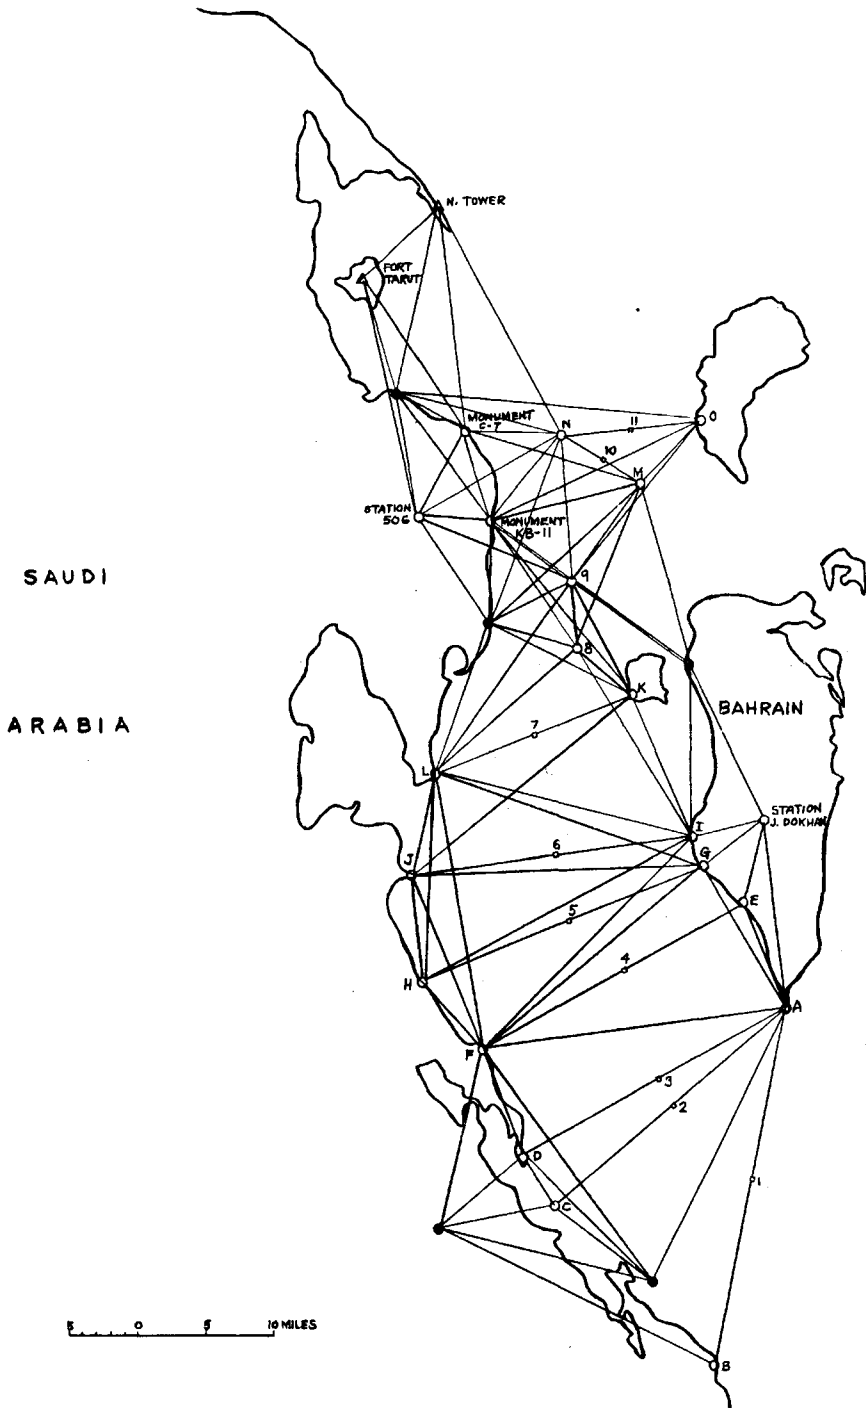 N. TOWER
FORT
TARUT
O
11
N
MONUMENT
C-7
10
M
STATION
506
MONUMENT
KB-11
SAUDI
9
8
K
BAHRAIN
ARABIA
7
L
STATION
J. DOKHAN
I
6
G
J
E
5
4
H
A
F
3
2
D
1
C
5 0 5 10 MILES
B